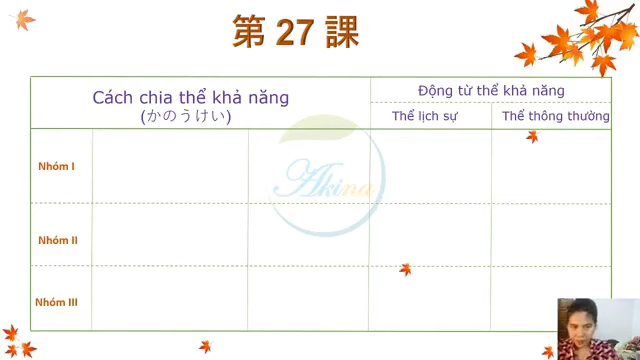 第 27 課
Cách chia thể khả năng
(かのうけい)
Động từ thể khả năng
Thể lịch sự
Thể thông thường
Akina
Nhóm I
Nhóm II
Nhóm III